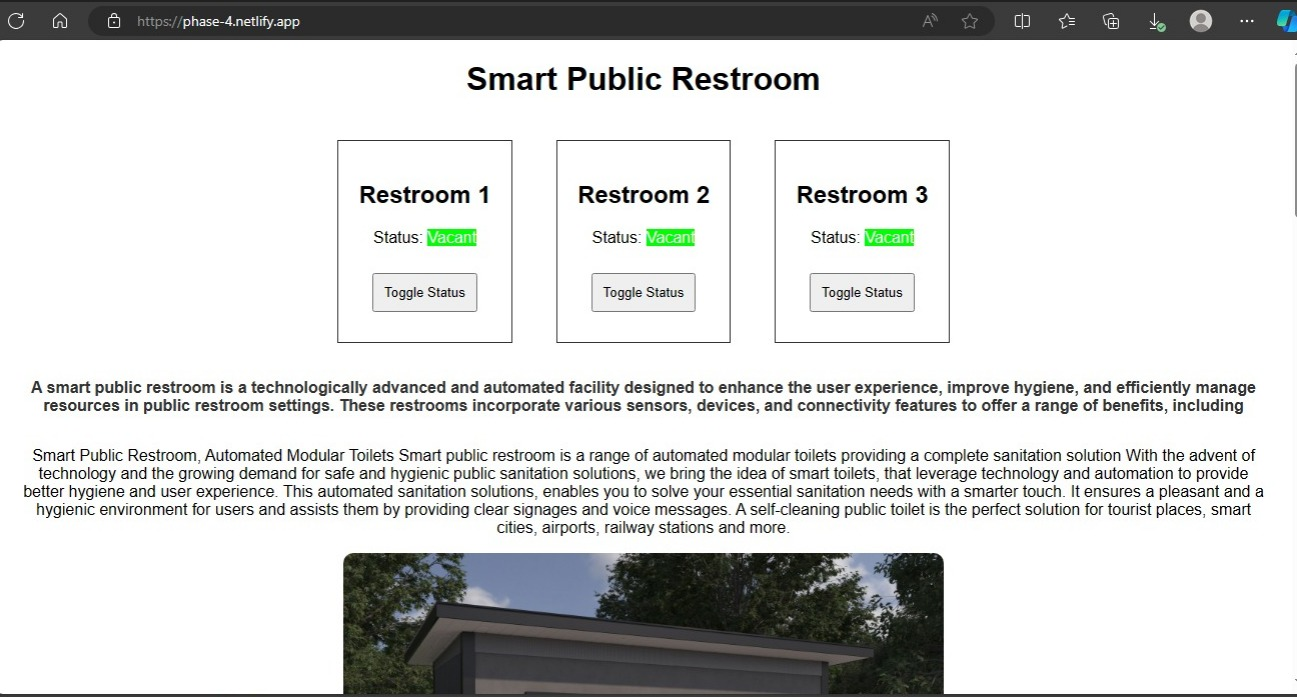 https://phase-4.netlify.app
Smart Public Restroom
Restroom 1
Status: Vacant
Toggle Status
Restroom 2
Status: Vacant
Toggle Status
Restroom 3
Status: Vacant
Toggle Status
A smart public restroom is a technologically advanced and automated facility designed to enhance the user experience, improve hygiene, and efficiently manage
resources in public restroom settings. These restrooms incorporate various sensors, devices, and connectivity features to offer a range of benefits, including
Smart Public Restroom, Automated Modular Toilets Smart public restroom is a range of automated modular toilets providing a complete sanitation solution With the advent of
technology and the growing demand for safe and hygienic public sanitation solutions, we bring the idea of smart toilets, that leverage technology and automation to provide
better hygiene and user experience. This automated sanitation solutions, enables you to solve your essential sanitation needs with a smarter touch. It ensures a pleasant and a
hygienic environment for users and assists them by providing clear signages and voice messages. A self-cleaning public toilet is the perfect solution for tourist places, smart
cities, airports, railway stations and more.